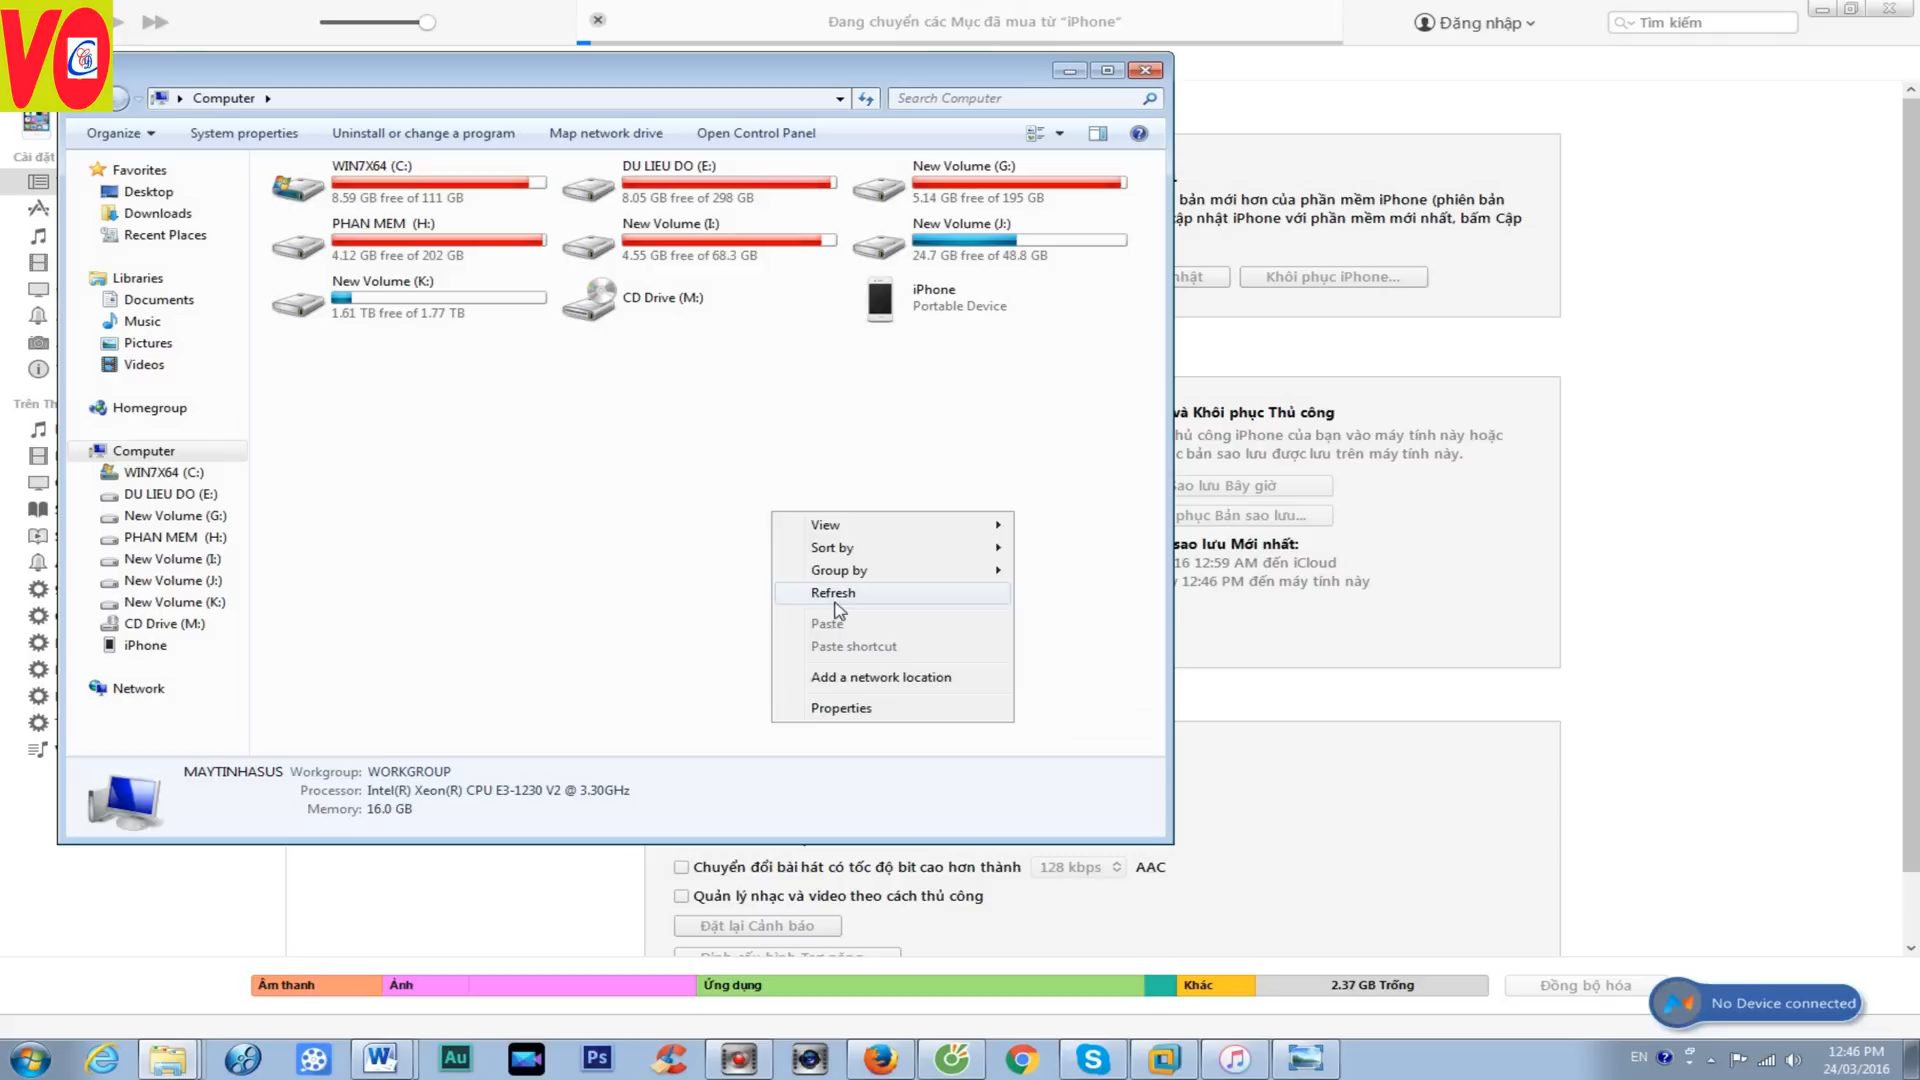 VO
Đang chuyển các Mục đã mua từ “iPhone”
Đăng nhập
Tìm kiếm
Computer
Search Computer
Organize
System properties
Uninstall or change a program
Map network drive
Open Control Panel
Cài đặt
Trên Th
Favorites
Desktop
Downloads
Recent Places
Libraries
Documents
Music
Pictures
Videos
Homegroup
Computer
WIN7X64 (C:)
DU LIEU DO (E:)
New Volume (G:)
PHAN MEM (H:)
New Volume (I:)
New Volume (J:)
New Volume (K:)
CD Drive (M:)
iPhone
Network
WIN7X64 (C:)
8.59 GB free of 111 GB
DU LIEU DO (E:)
8.05 GB free of 298 GB
New Volume (G:)
5.14 GB free of 195 GB
PHAN MEM (H:)
4.12 GB free of 202 GB
New Volume (I:)
4.55 GB free of 68.3 GB
New Volume (J:)
24.7 GB free of 48.8 GB
New Volume (K:)
1.61 TB free of 1.77 TB
CD Drive (M:)
iPhone
Portable Device
View
Sort by
Group by
Refresh
Paste
Paste shortcut
Add a network location
Properties
MAYTINHASUS Workgroup: WORKGROUP
Processor: Intel(R) Xeon(R) CPU E3-1230 V2 @ 3.30GHz
Memory: 16.0 GB
bản mới hơn của phần mềm iPhone (phiên bản
cập nhật iPhone với phần mềm mới nhất, bấm Cập
nhật
Khôi phục iPhone...
và Khôi phục Thủ công
hủ công iPhone của bạn vào máy tính này hoặc
c bản sao lưu được lưu trên máy tính này.
Sao lưu Bây giờ
phục Bản sao lưu...
sao lưu Mới nhất:
16 12:59 AM đến iCloud
12:46 PM đến máy tính này
Chuyển đổi bài hát có tốc độ bit cao hơn thành 128 kbps AAC
Quản lý nhạc và video theo cách thủ công
Đặt lại Cảnh báo
Âm thanh
Ảnh
Ứng dụng
Khác
2.37 GB Trống
Đồng bộ hóa
No Device connected
Au
Ps
EN
12:46 PM
24/03/2016